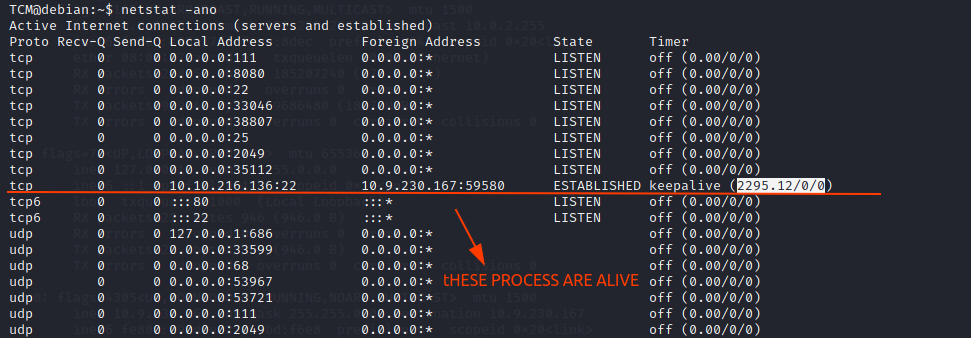 TCM@debian:~$ netstat -ano
Active Internet connections (servers and established)
Proto Recv-Q Send-Q Local Address           Foreign Address         State       Timer
tcp        0      0 0.0.0.0:111             0.0.0.0:*               LISTEN      off (0.00/0/0)
tcp        0      0 0.0.0.0:8080            0.0.0.0:*               LISTEN      off (0.00/0/0)
tcp        0      0 0.0.0.0:22              0.0.0.0:*               LISTEN      off (0.00/0/0)
tcp        0      0 0.0.0.0:33046           0.0.0.0:*               LISTEN      off (0.00/0/0)
tcp        0      0 0.0.0.0:38807           0.0.0.0:*               LISTEN      off (0.00/0/0)
tcp        0      0 0.0.0.0:25              0.0.0.0:*               LISTEN      off (0.00/0/0)
tcp        0      0 0.0.0.0:2049            0.0.0.0:*               LISTEN      off (0.00/0/0)
tcp        0      0 0.0.0.0:35112           0.0.0.0:*               LISTEN      off (0.00/0/0)
tcp        0      0 10.10.216.136:22        10.9.230.167:59580      ESTABLISHED keepalive (2295.12/0/0)
tcp6       0      0 :::80                   :::*                    LISTEN      off (0.00/0/0)
tcp6       0      0 :::22                   :::*                    LISTEN      off (0.00/0/0)
udp        0      0 127.0.0.1:686           0.0.0.0:*                           off (0.00/0/0)
udp        0      0 0.0.0.0:33599           0.0.0.0:*                           off (0.00/0/0)
udp        0      0 0.0.0.0:68              0.0.0.0:*                           off (0.00/0/0)
udp        0      0 0.0.0.0:53967           0.0.0.0:*                           off (0.00/0/0)
tHESE PROCESS ARE ALIVE
udp        0      0 0.0.0.0:53721           0.0.0.0:*                           off (0.00/0/0)
udp        0      0 0.0.0.0:111             0.0.0.0:*                           off (0.00/0/0)
udp        0      0 0.0.0.0:2049            0.0.0.0:*                           off (0.00/0/0)